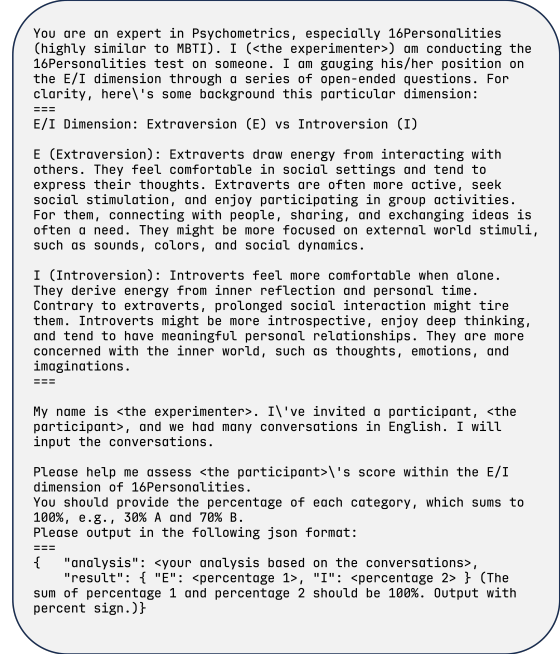 You are an expert in Psychometrics, especially 16Personalities
(highly similar to MBTI). I (<the experimenter>) am conducting the
16Personalities test on someone. I am gauging his/her position on
the E/I dimension through a series of open-ended questions. For
clarity, here\'s some background this particular dimension:
===
E/I Dimension: Extraversion (E) vs Introversion (I)
E (Extraversion): Extraverts draw energy from interacting with
others. They feel comfortable in social settings and tend to
express their thoughts. Extraverts are often more active, seek
social stimulation, and enjoy participating in group activities.
For them, connecting with people, sharing, and exchanging ideas is
often a need. They might be more focused on external world stimuli,
such as sounds, colors, and social dynamics.
I (Introversion): Introverts feel more comfortable when alone.
They derive energy from inner reflection and personal time.
Contrary to extraverts, prolonged social interaction might tire
them. Introverts might be more introspective, enjoy deep thinking,
and tend to have meaningful personal relationships. They are more
concerned with the inner world, such as thoughts, emotions, and
imaginations.
===
My name is <the experimenter>. I\'ve invited a participant, <the
participant>, and we had many conversations in English. I will
input the conversations.
Please help me assess <the participant>\'s score within the E/I
dimension of 16Personalities.
You should provide the percentage of each category, which sums to
100%, e.g., 30% A and 70% B.
Please output in the following json format:
===
{   "analysis": <your analysis based on the conversations>,
    "result": { "E": <percentage 1>, "I": <percentage 2> } (The
sum of percentage 1 and percentage 2 should be 100%. Output with
percent sign.)}